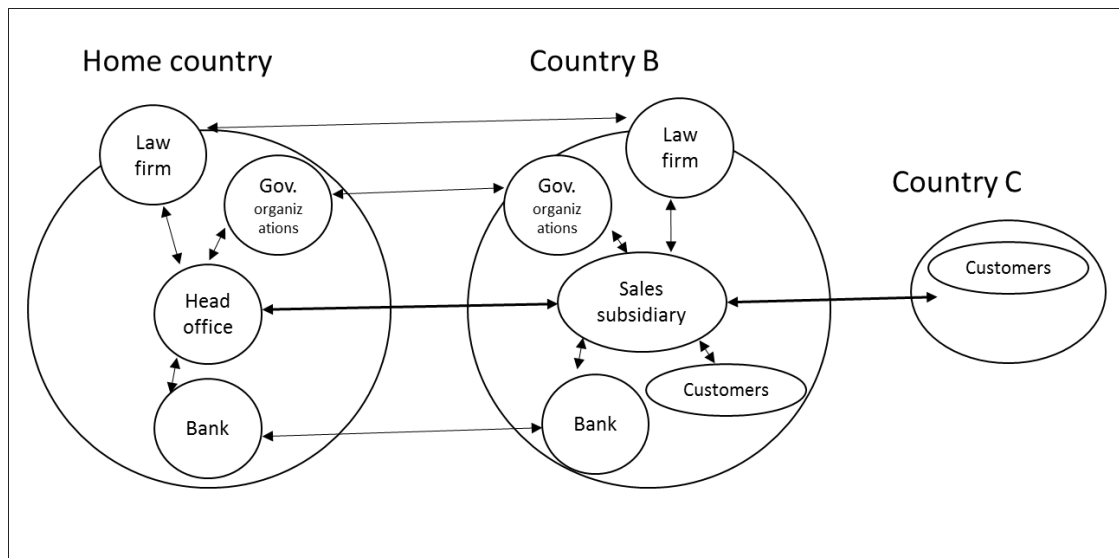 Home country
Country B
Country C
Law
firm
Gov.
organiz
ations
Head
office
Bank
Law
firm
Gov.
organiz
ations
Sales
subsidiary
Bank
Customers
Customers